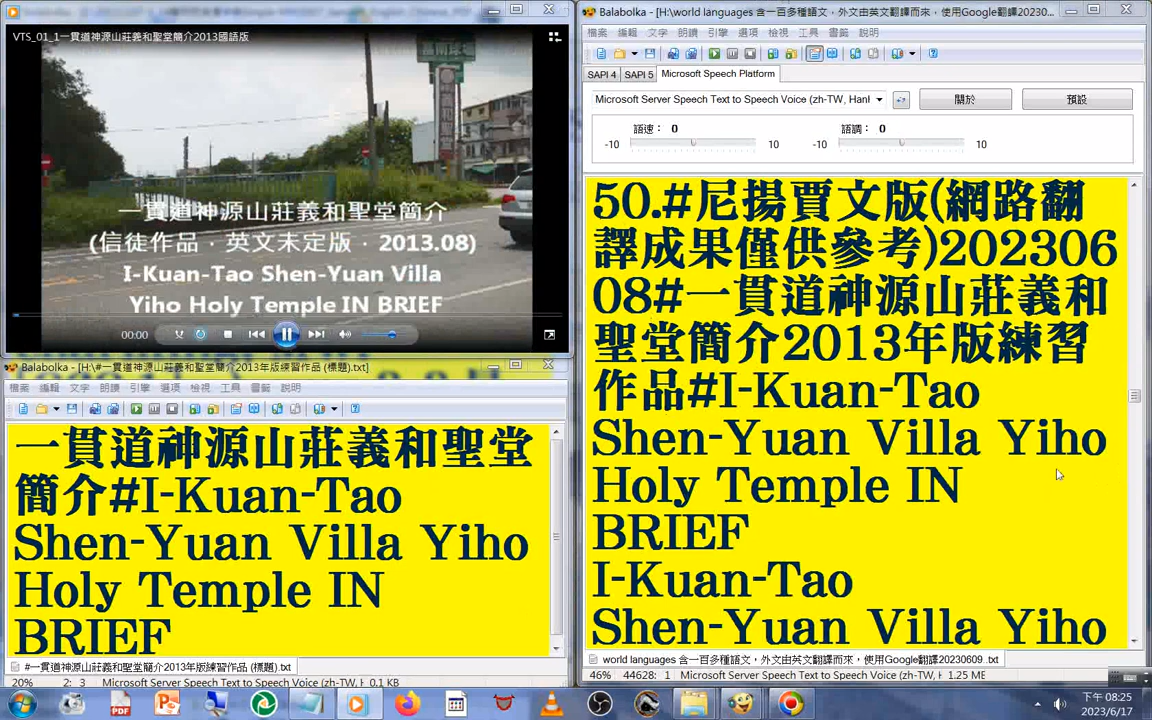 VTS_01_1一貫道神源山莊義和聖堂簡介2013國語版
一貫道神源山莊義和聖堂簡介
(信徒作品．英文未定版．2013.08)
I-Kuan-Tao Shen-Yuan Villa
Yiho Holy Temple IN BRIEF
00:00
Balabolka - [H:\#一貫道神源山莊義和聖堂簡介2013年版練習作品 (標題).txt]
檔案 編輯 文字 朗讀 引擎 選項 檢視 工具 書籤 說明
一貫道神源山莊義和聖堂
簡介#I-Kuan-Tao
Shen-Yuan Villa Yiho
Holy Temple IN
BRIEF
#一貫道神源山莊義和聖堂簡介2013年版練習作品 (標題).txt
20% 2: 3 Microsoft Server Speech Text to Speech Voice (zh-TW, H 0.1 KB
Balabolka - [H:\world languages 含一百多種語文，外文由英文翻譯而來，使用Google翻譯20230...
檔案 編輯 文字 朗讀 引擎 選項 檢視 工具 書籤 說明
SAPI 4 SAPI 5 Microsoft Speech Platform
Microsoft Server Speech Text to Speech Voice (zh-TW, Hanl 關於 預設
語速： 0 語調： 0
-10 10 -10 10
50.#尼揚賈文版(網路翻
譯成果僅供參考)202306
08#一貫道神源山莊義和
聖堂簡介2013年版練習
作品#I-Kuan-Tao
Shen-Yuan Villa Yiho
Holy Temple IN
BRIEF
I-Kuan-Tao
Shen-Yuan Villa Yiho
world languages 含一百多種語文，外文由英文翻譯而來，使用Google翻譯20230609 .txt
46% 44628: 1 Microsoft Server Speech Text to Speech Voice (zh-TW, H 1.25 MB
下午 08:25
2023/6/17